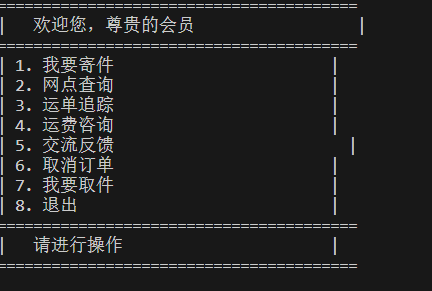 ==========================================
|   欢迎您，尊贵的会员                   |
==========================================
| 1. 我要寄件                         |
| 2. 网点查询                         |
| 3. 运单追踪                         |
| 4. 运费咨询                         |
| 5. 交流反馈                           |
| 6. 取消订单                         |
| 7. 我要取件                         |
| 8. 退出                             |
==========================================
|   请进行操作                        |
==========================================